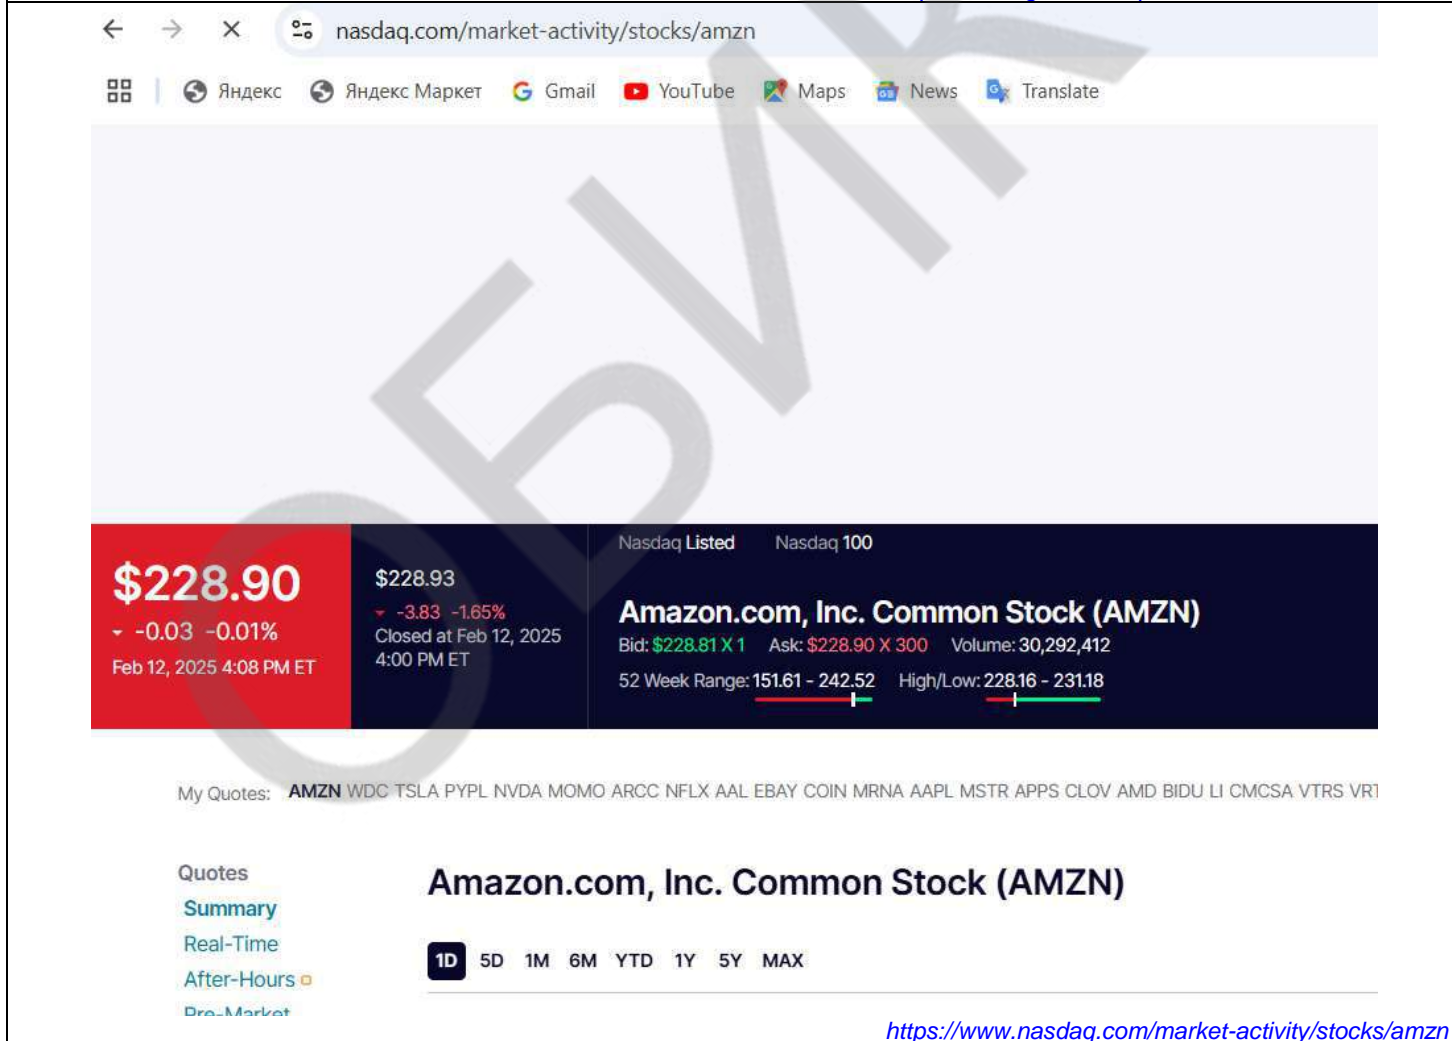 nasdaq.com/market-activity/stocks/amzn
Яндекс Яндекс Маркет Gmail YouTube Maps News Translate
ОБИК
Nasdaq Listed Nasdaq 100
$228.90
-0.03 -0.01%
Feb 12, 2025 4:08 PM ET
$228.93
-3.83 -1.65%
Closed at Feb 12, 2025
4:00 PM ET
Amazon.com, Inc. Common Stock (AMZN)
Bid: $228.81 X 1 Ask: $228.90 X 300 Volume: 30,292,412
52 Week Range: 151.61 - 242.52 High/Low: 228.16 - 231.18
My Quotes: AMZN WDC TSLA PYPL NVDA MOMO ARCC NFLX AAL EBAY COIN MRNA AAPL MSTR APPS CLOV AMD BIDU LI CMCSA VTRS VRT
Quotes
Summary
Real-Time
After-Hours
Pre-Market
Amazon.com, Inc. Common Stock (AMZN)
1D 5D 1M 6M YTD 1Y 5Y MAX
https://www.nasdaq.com/market-activity/stocks/amzn